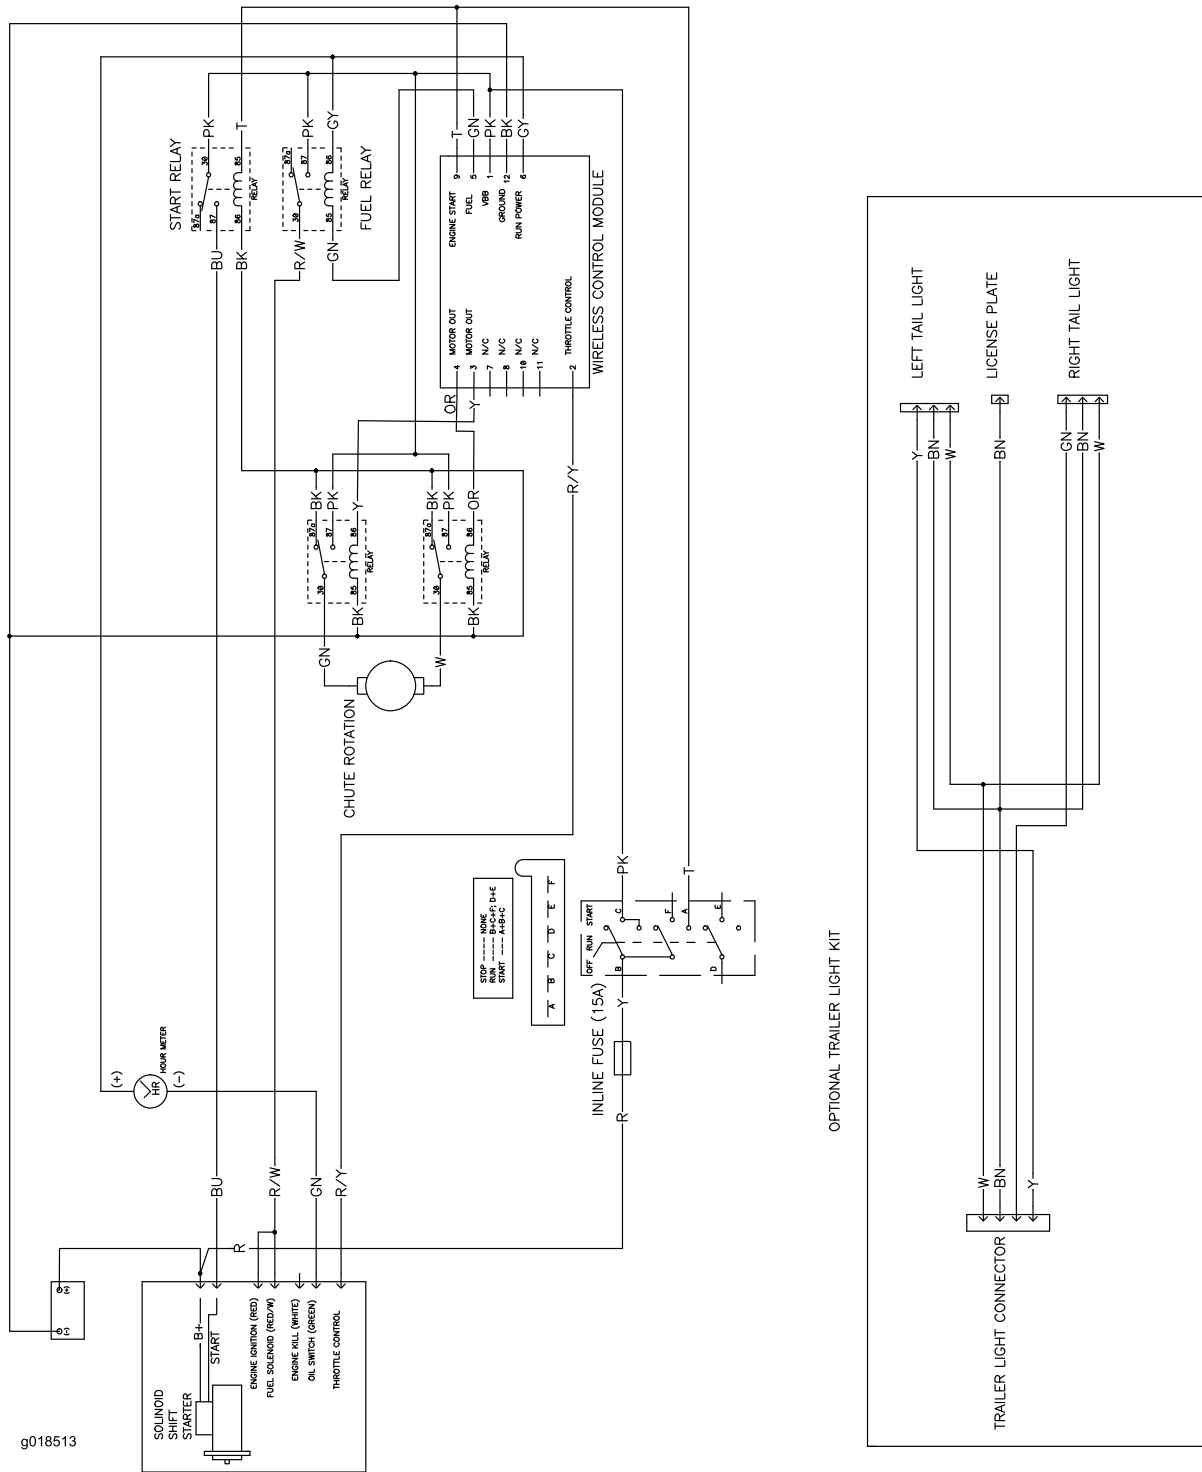 START RELAY
PK
T
30
85
87a
87
86
RELAY
BU
BK
FUEL RELAY
PK
GY
87a
87
86
30
85
RELAY
R/W
GN
T
GN
PK
BK
GY
9
5
1
12
6
ENGINE START
FUEL
VBB
GROUND
RUN POWER
WIRELESS CONTROL MODULE
MOTOR OUT
MOTOR OUT
N/C
N/C
N/C
N/C
THROTTLE CONTROL
4
3
7
8
10
11
2
OR
Y
R/Y
BK
PK
Y
87a
87
86
30
85
RELAY
BK
GN
BK
PK
OR
87a
87
86
30
85
RELAY
BK
W
CHUTE ROTATION
STOP ---- NONE
RUN ---- B+C+F; D+E
START --- A+B+C
A B C D E F
PK
T
C
F
A
E
OFF RUN START
B
D
Y
INLINE FUSE (15A)
R
(+)
HR
HOUR METER
(-)
BU
R/W
GN
R/Y
R
(+)
(-)
B+
START
ENGINE IGNITION (RED)
FUEL SOLENOID (RED/W)
ENGINE KILL (WHITE)
OIL SWITCH (GREEN)
THROTTLE CONTROL
SOLINOID
SHIFT
STARTER
g018513
OPTIONAL TRAILER LIGHT KIT
LEFT TAIL LIGHT
LICENSE PLATE
RIGHT TAIL LIGHT
Y
BN
W
BN
GN
BN
W
W
BN
Y
TRAILER LIGHT CONNECTOR